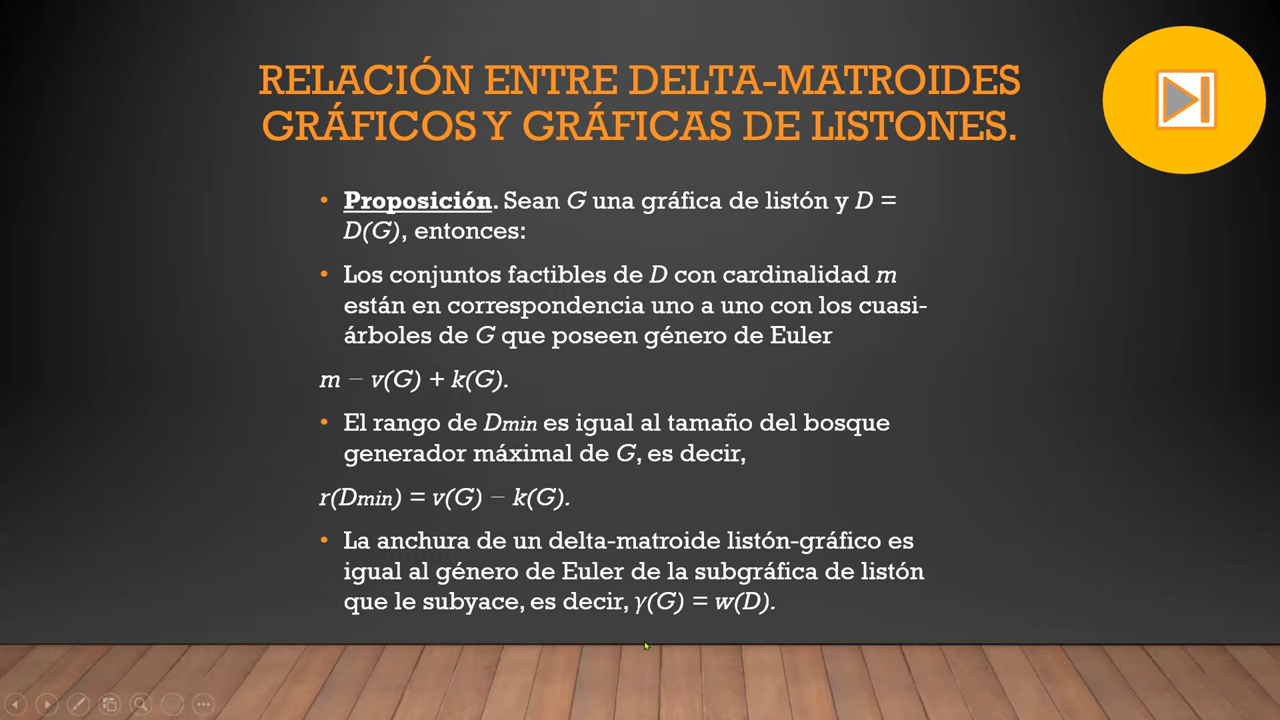 RELACIÓN ENTRE DELTA-MATROIDES
GRÁFICOS Y GRÁFICAS DE LISTONES.
• Proposición. Sean G una gráfica de listón y D =
D(G), entonces:
• Los conjuntos factibles de D con cardinalidad m
están en correspondencia uno a uno con los cuasi-
árboles de G que poseen género de Euler
m − v(G) + k(G).
• El rango de Dmin es igual al tamaño del bosque
generador máximal de G, es decir,
r(Dmin) = v(G) − k(G).
• La anchura de un delta-matroide listón-gráfico es
igual al género de Euler de la subgráfica de listón
que le subyace, es decir, γ(G) = w(D).